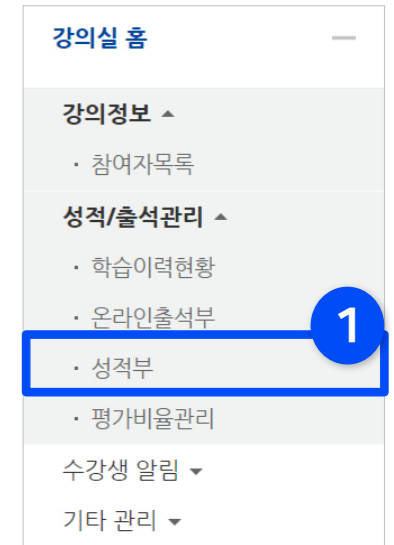 강의실 홈
강의정보
· 참여자목록
성적/출석관리
· 학습이력현황
· 온라인출석부
1
· 성적부
· 평가비율관리
수강생 알림
기타 관리